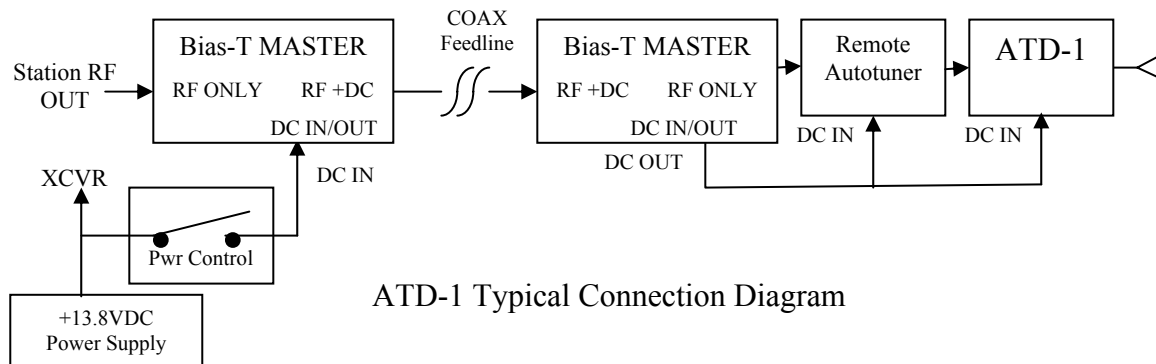 COAX
Feedline
Bias-T MASTER
RF ONLY RF +DC
DC IN/OUT
Station RF
OUT
Bias-T MASTER
RF +DC RF ONLY
DC IN/OUT
Remote
Autotuner
ATD-1
DC IN
DC OUT
DC IN
DC IN
XCVR
Pwr Control
+13.8VDC
Power Supply
ATD-1 Typical Connection Diagram